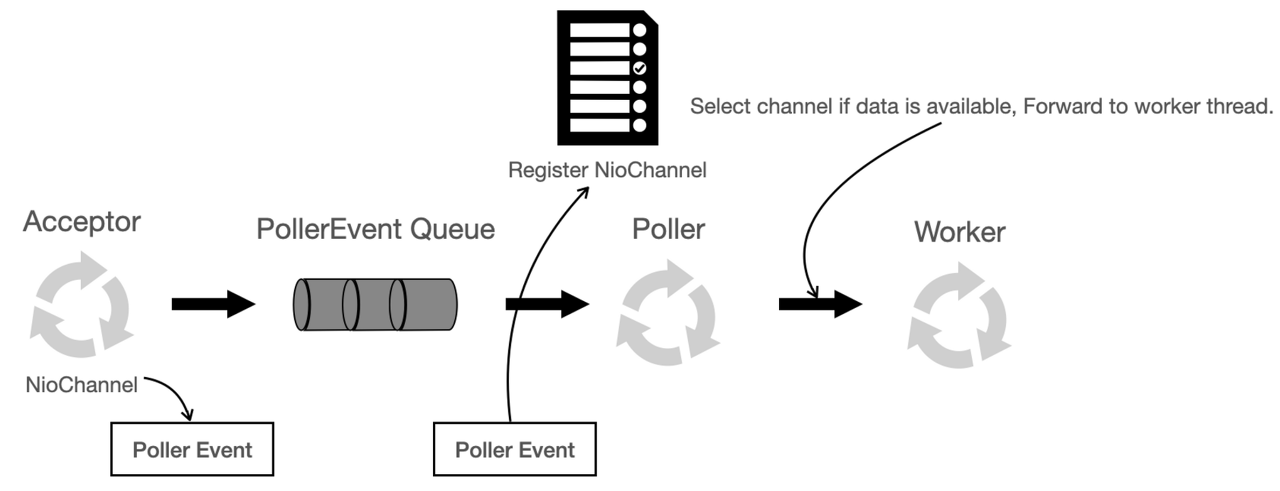 Select channel if data is available, Forward to worker thread.
Register NioChannel
Acceptor
PollerEvent Queue
Poller
Worker
NioChannel
Poller Event
Poller Event